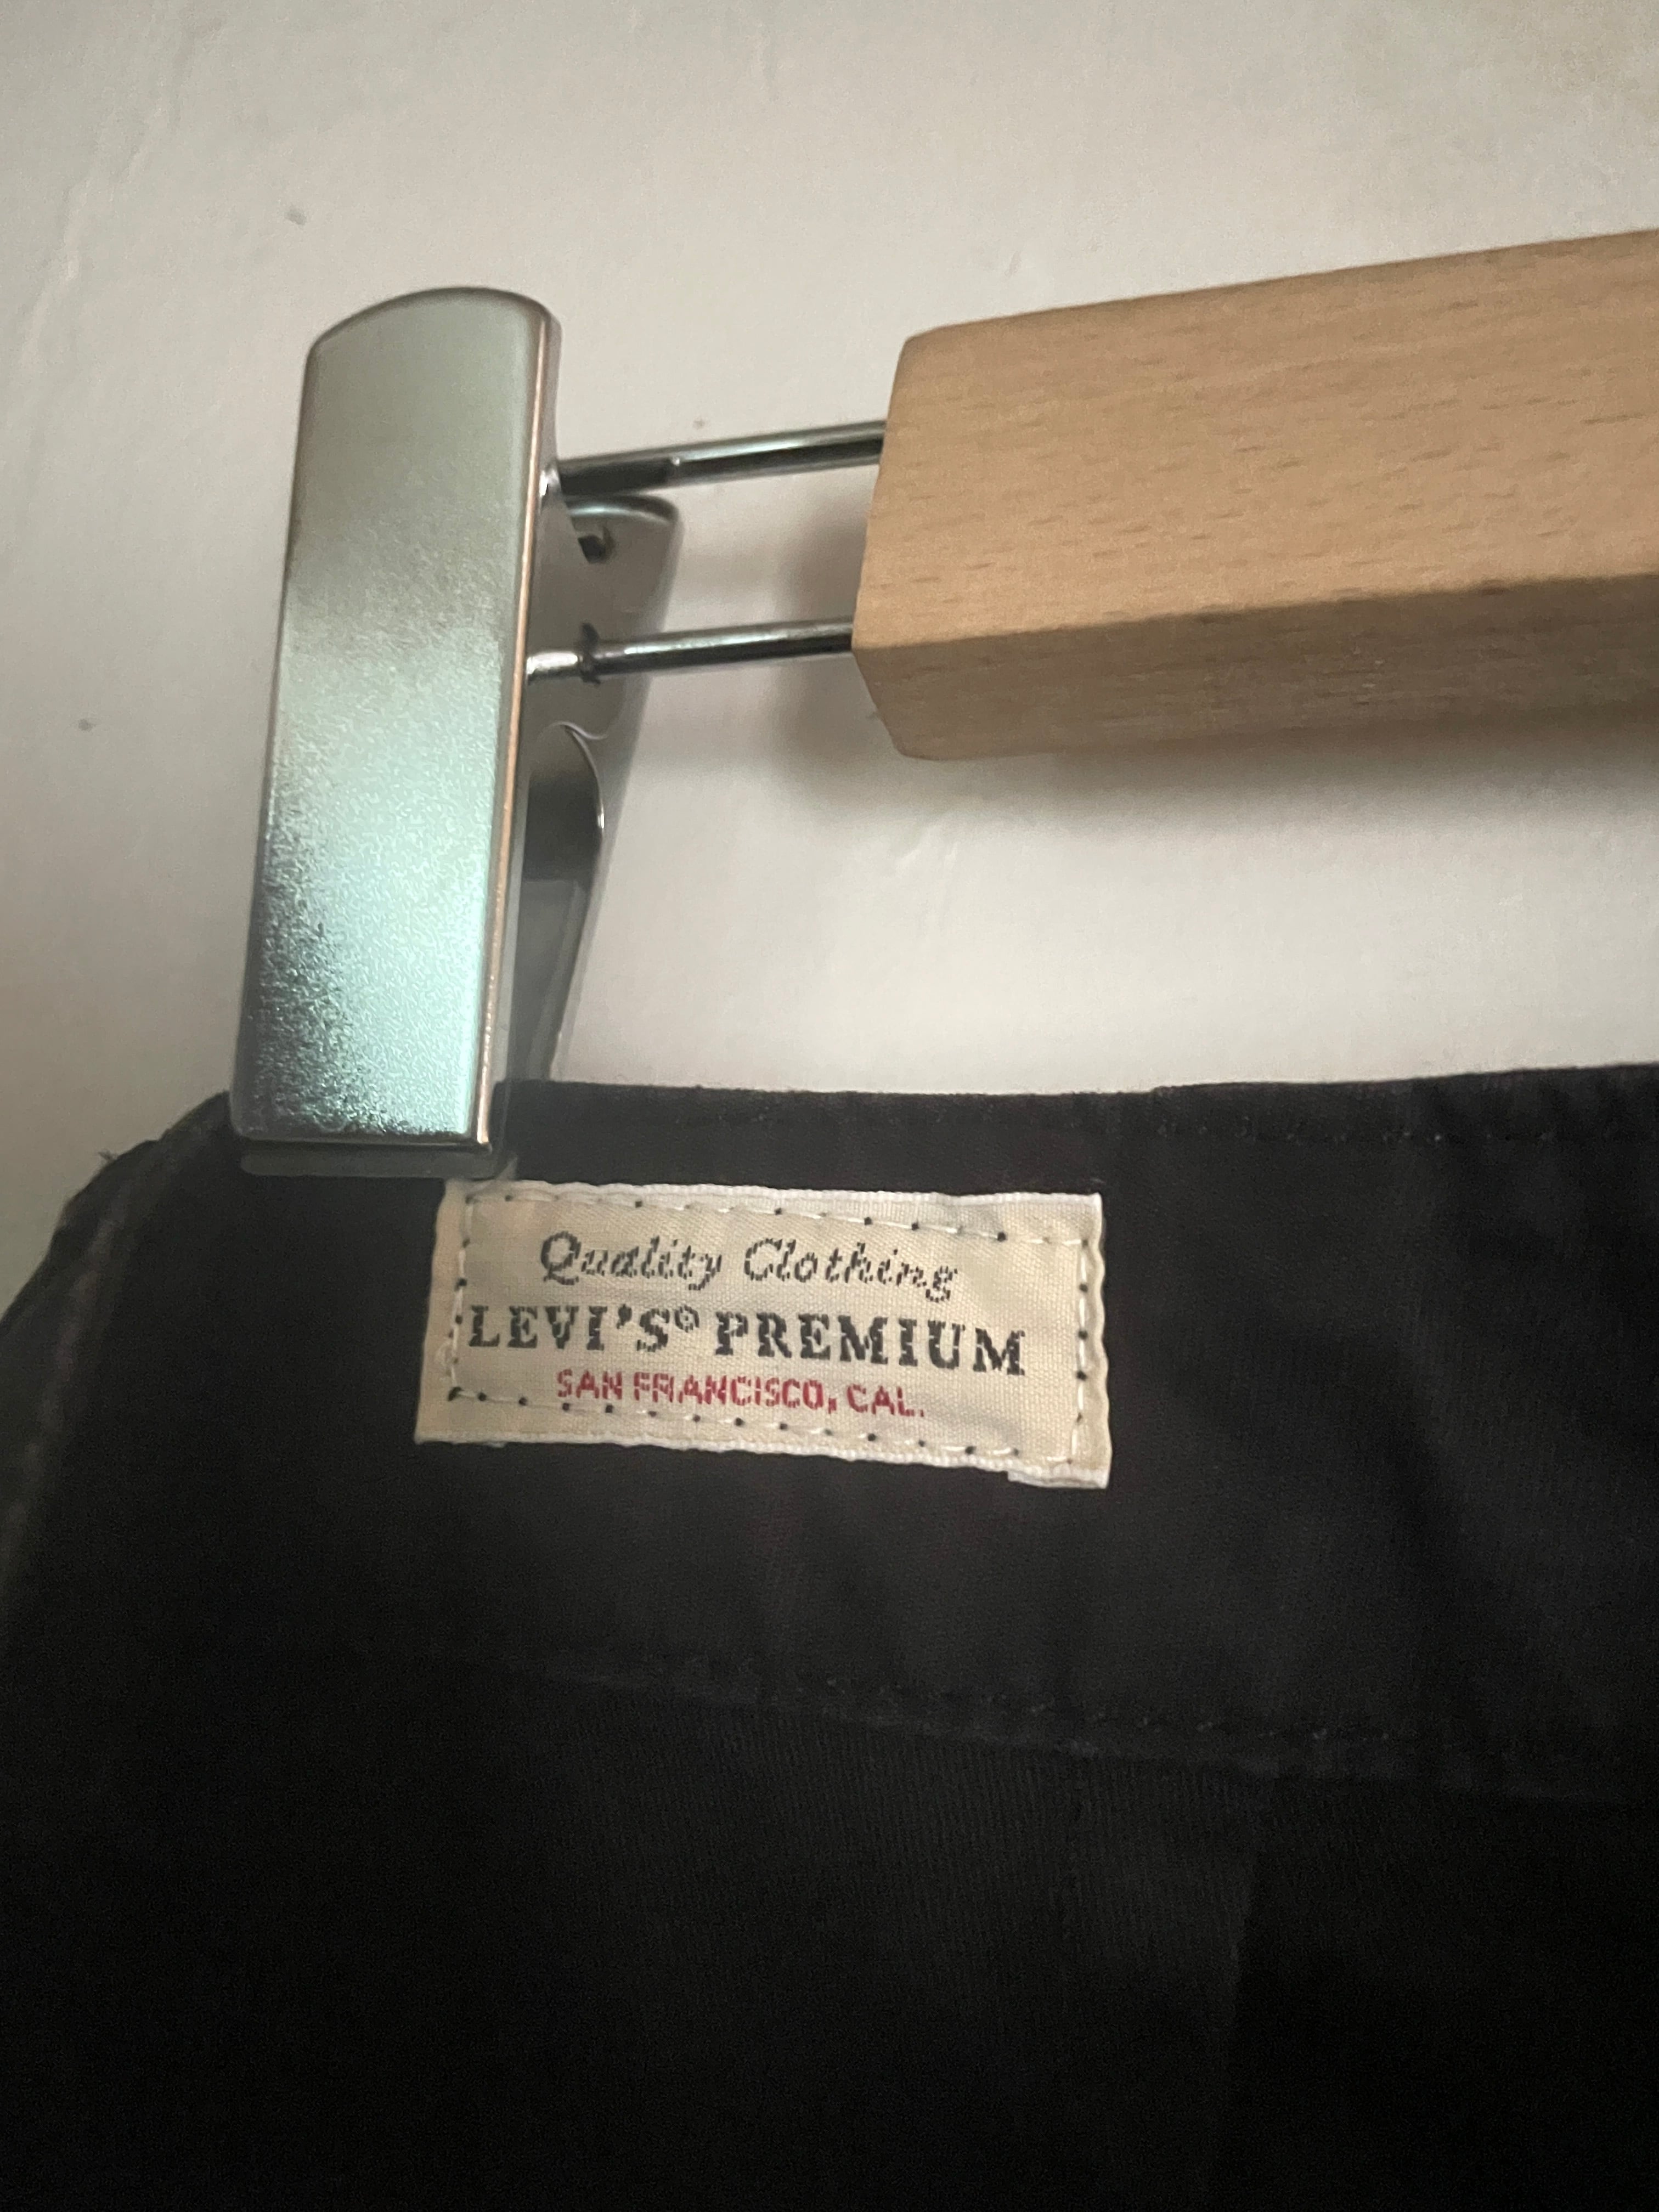 Quality Clothing
LEVI'S® PREMIUM
SAN FRANCISCO, CAL.